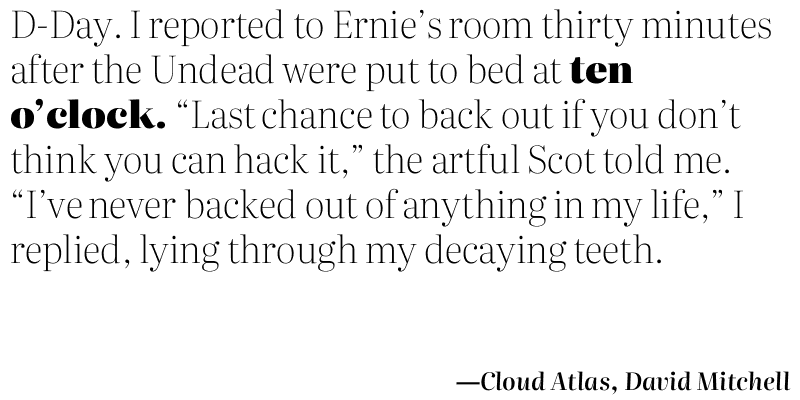 D-Day. I reported to Ernie’s room thirty minutes
after the Undead were put to bed at ten
o’clock. “Last chance to back out if you don’t
think you can hack it,” the artful Scot told me.
“I’ve never backed out of anything in my life,” I
replied, lying through my decaying teeth.
—Cloud Atlas, David Mitchell